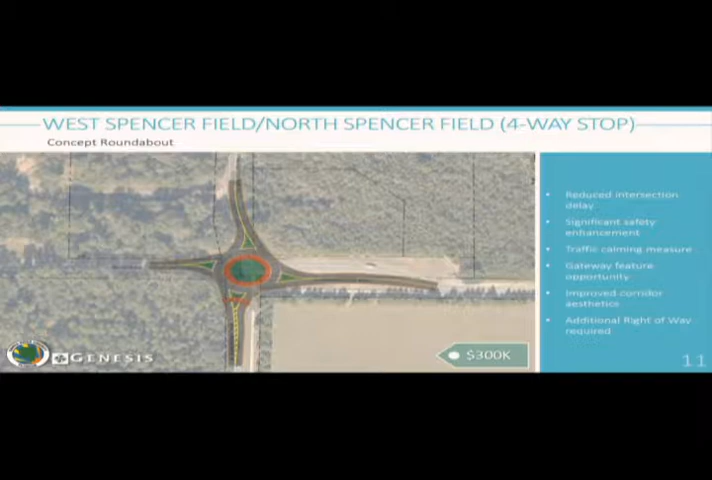 WEST SPENCER FIELD/NORTH SPENCER FIELD (4-WAY STOP)
Concept Roundabout
• Reduced intersection
delay
• Significant safety
enhancement
• Traffic calming measure
• Gateway feature
opportunity
• Improved corridor
aesthetics
• Additional Right of Way
required
$300K
GENESIS
11